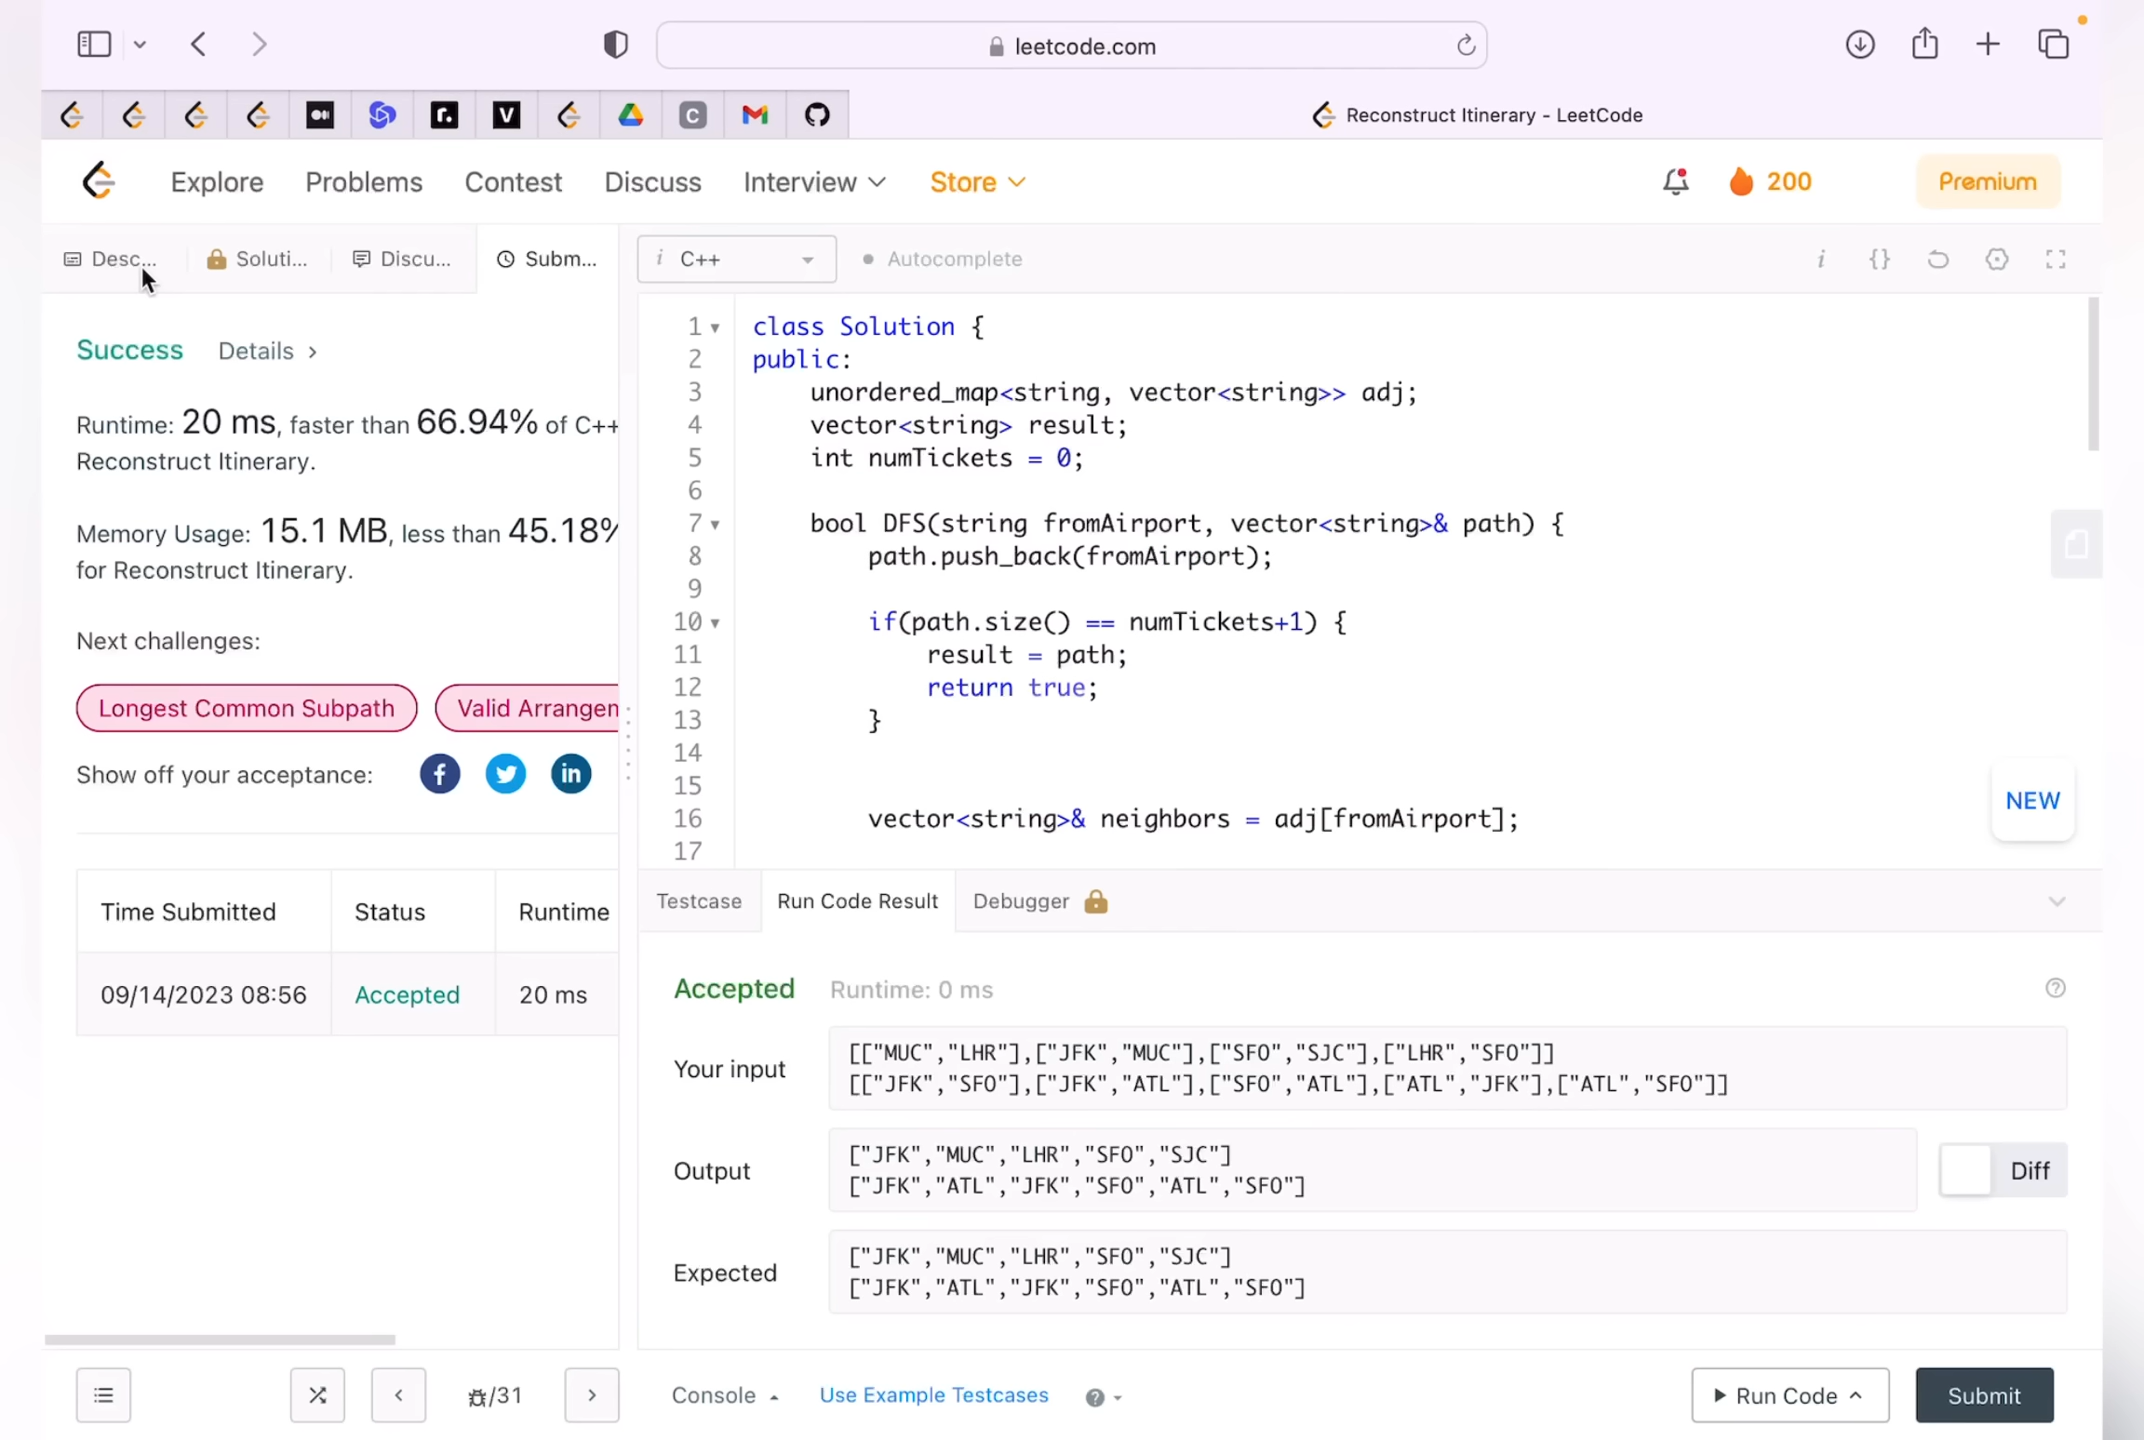 leetcode.com
Reconstruct Itinerary - LeetCode
Explore Problems Contest Discuss Interview Store 200 Premium
Desc... Soluti... Discu... Subm...
i C++ Autocomplete i {}
Success Details >
Runtime: 20 ms, faster than 66.94% of C++
Reconstruct Itinerary.
Memory Usage: 15.1 MB, less than 45.18%
for Reconstruct Itinerary.
Next challenges:
Longest Common Subpath Valid Arrangen
Show off your acceptance:
Time Submitted Status Runtime
09/14/2023 08:56 Accepted 20 ms
1 class Solution {
2 public:
3 unordered_map<string, vector<string>> adj;
4 vector<string> result;
5 int numTickets = 0;
6
7 bool DFS(string fromAirport, vector<string>& path) {
8 path.push_back(fromAirport);
9
10 if(path.size() == numTickets+1) {
11 result = path;
12 return true;
13 }
14
15
16 vector<string>& neighbors = adj[fromAirport];
17
NEW
Testcase Run Code Result Debugger
Accepted Runtime: 0 ms
Your input
[["MUC","LHR"],["JFK","MUC"],["SFO","SJC"],["LHR","SFO"]]
[["JFK","SFO"],["JFK","ATL"],["SFO","ATL"],["ATL","JFK"],["ATL","SFO"]]
Output
["JFK","MUC","LHR","SFO","SJC"]
["JFK","ATL","JFK","SFO","ATL","SFO"]
Diff
Expected
["JFK","MUC","LHR","SFO","SJC"]
["JFK","ATL","JFK","SFO","ATL","SFO"]
/31 Console Use Example Testcases Run Code Submit